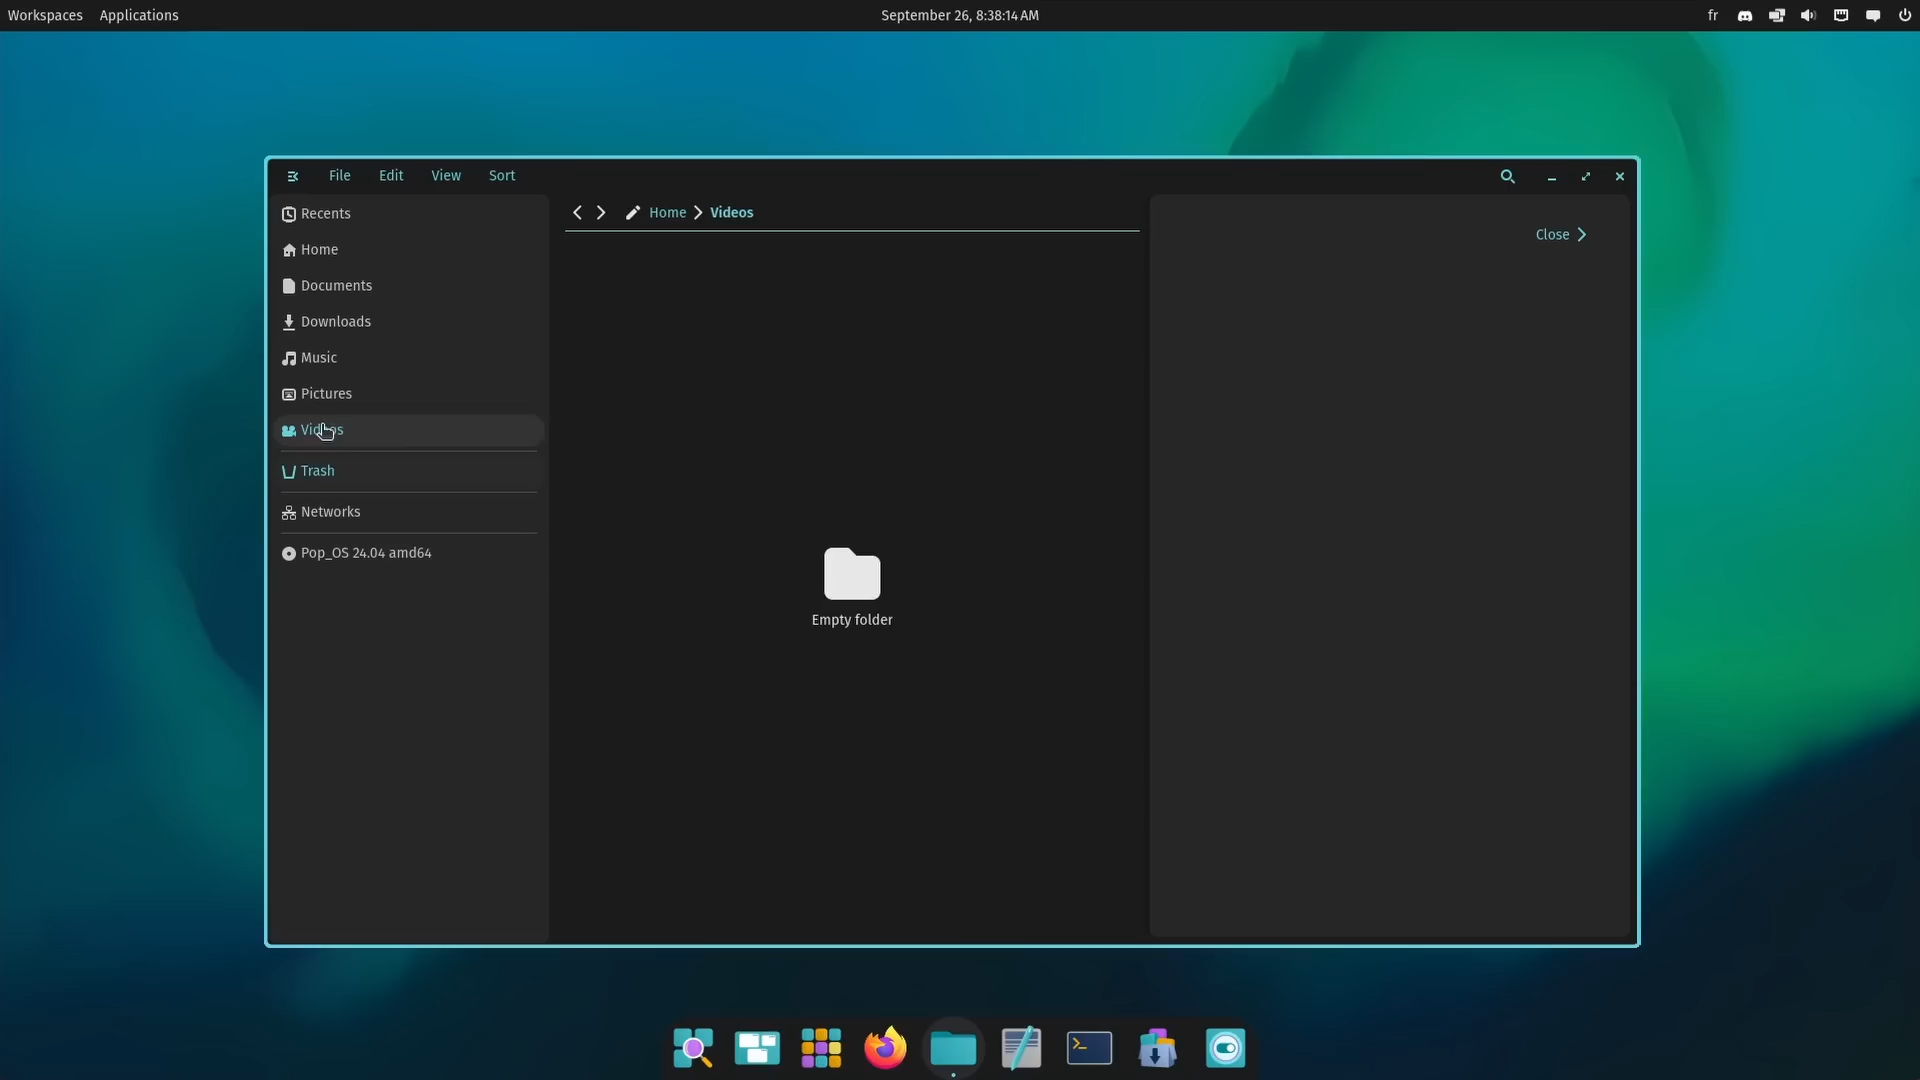 Workspaces Applications September 26, 8:38:14 AM fr
File Edit View Sort
Recents
Home
Documents
Downloads
Music
Pictures
Videos
Trash
Networks
Pop_OS 24.04 amd64
Home Videos
Empty folder
Close